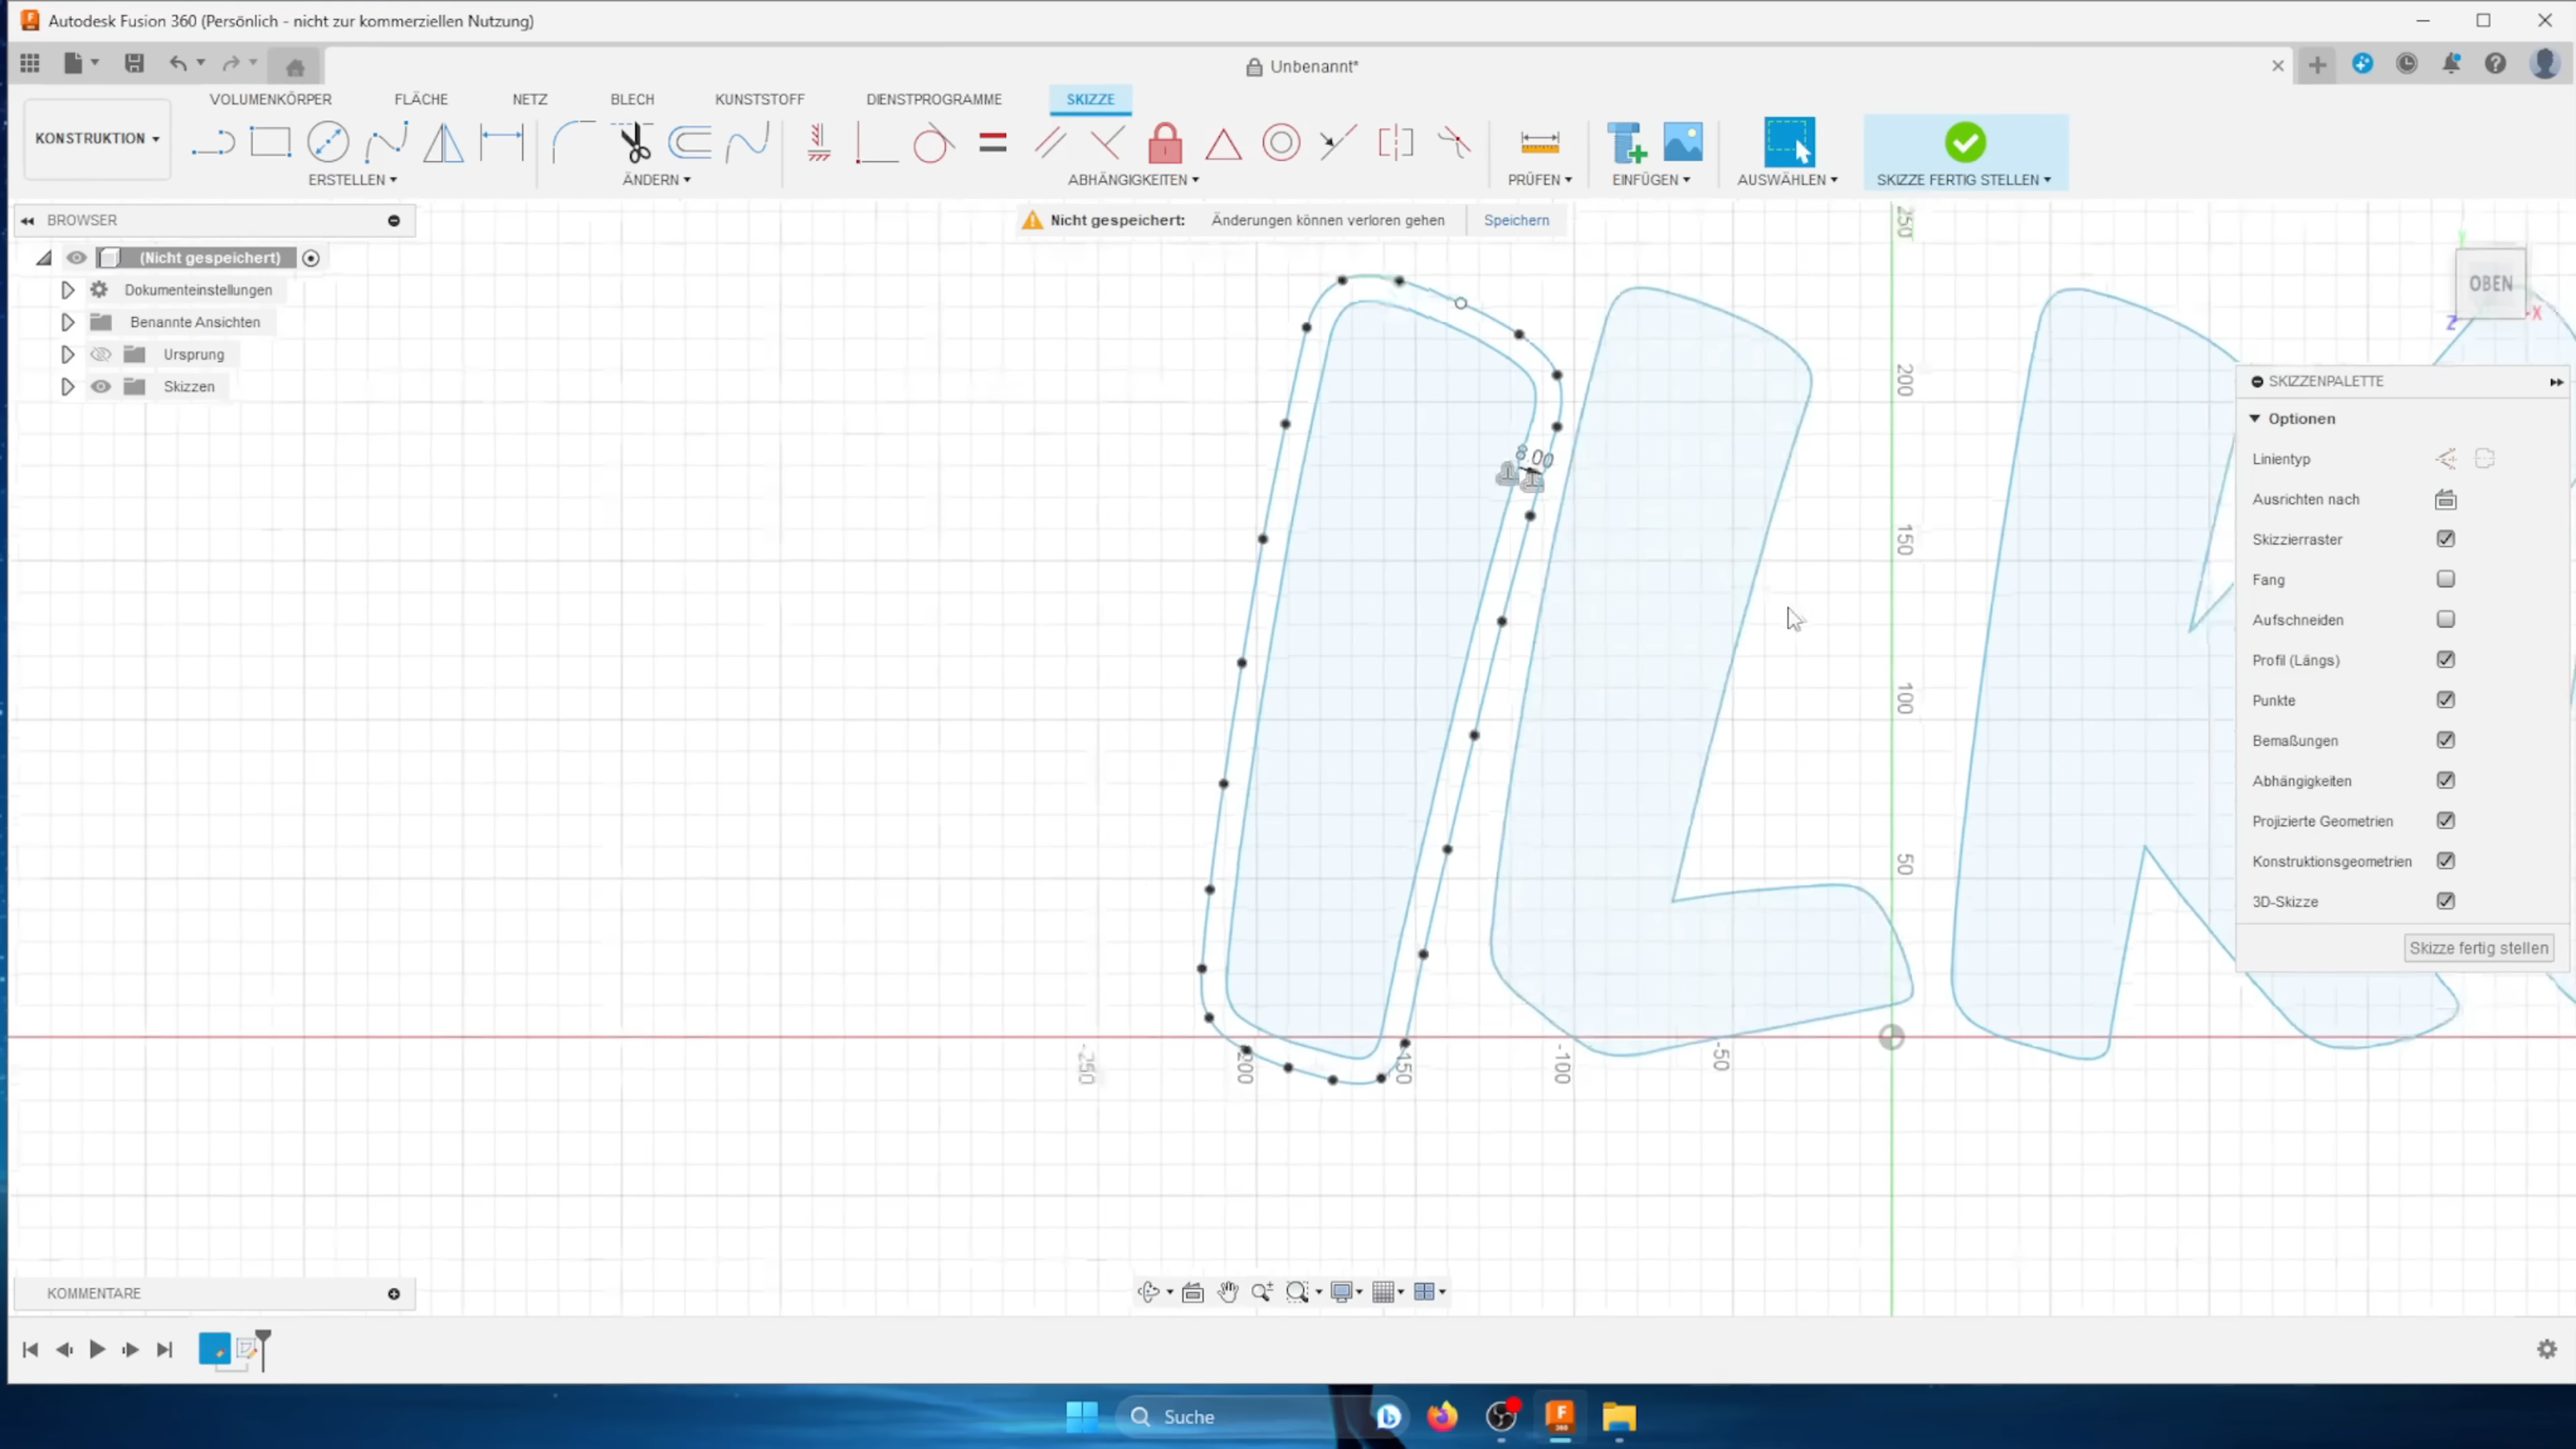 Autodesk Fusion 360 (Persönlich - nicht zur kommerziellen Nutzung)
Unbenannt*
VOLUMENKÖRPER FLÄCHE NETZ BLECH KUNSTSTOFF DIENSTPROGRAMME SKIZZE
KONSTRUKTION
ERSTELLEN ÄNDERN ABHÄNGIGKEITEN PRÜFEN EINFÜGEN AUSWÄHLEN SKIZZE FERTIG STELLEN
BROWSER
Nicht gespeichert: Änderungen können verloren gehen Speichern
(Nicht gespeichert)
Dokumenteinstellungen
Benannte Ansichten
Ursprung
Skizzen
OBEN
Y
X
Z
250
200
150
100
50
8.00
-250
-200
-150
-100
-50
SKIZZENPALETTE
Optionen
Linientyp
Ausrichten nach
Skizzierraster
Fang
Aufschneiden
Profil (Längs)
Punkte
Bemaßungen
Abhängigkeiten
Projizierte Geometrien
Konstruktionsgeometrien
3D-Skizze
Skizze fertig stellen
KOMMENTARE
Suche
F
360